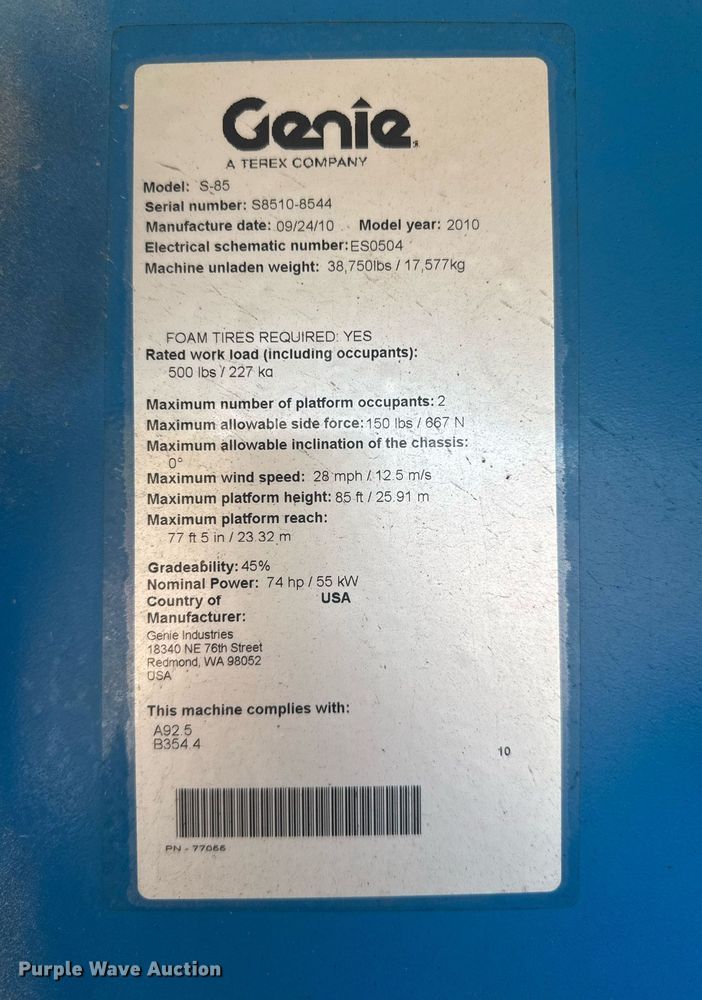 Genie
A TEREX COMPANY
Model: S-85
Serial number: S8510-8544
Manufacture date: 09/24/10 Model year: 2010
Electrical schematic number: ES0504
Machine unladen weight: 38,750lbs / 17,577kg
FOAM TIRES REQUIRED: YES
Rated work load (including occupants):
500 lbs / 227 kg
Maximum number of platform occupants: 2
Maximum allowable side force: 150 lbs / 667 N
Maximum allowable inclination of the chassis:
0°
Maximum wind speed: 28 mph / 12.5 m/s
Maximum platform height: 85 ft / 25.91 m
Maximum platform reach:
77 ft 5 in / 23.32 m
Gradeability: 45%
Nominal Power: 74 hp / 55 kW
Country of USA
Manufacturer:
Genie Industries
18340 NE 76th Street
Redmond, WA 98052
USA
This machine complies with:
A92.5
B354.4
10
PN - 77066
Purple Wave Auction